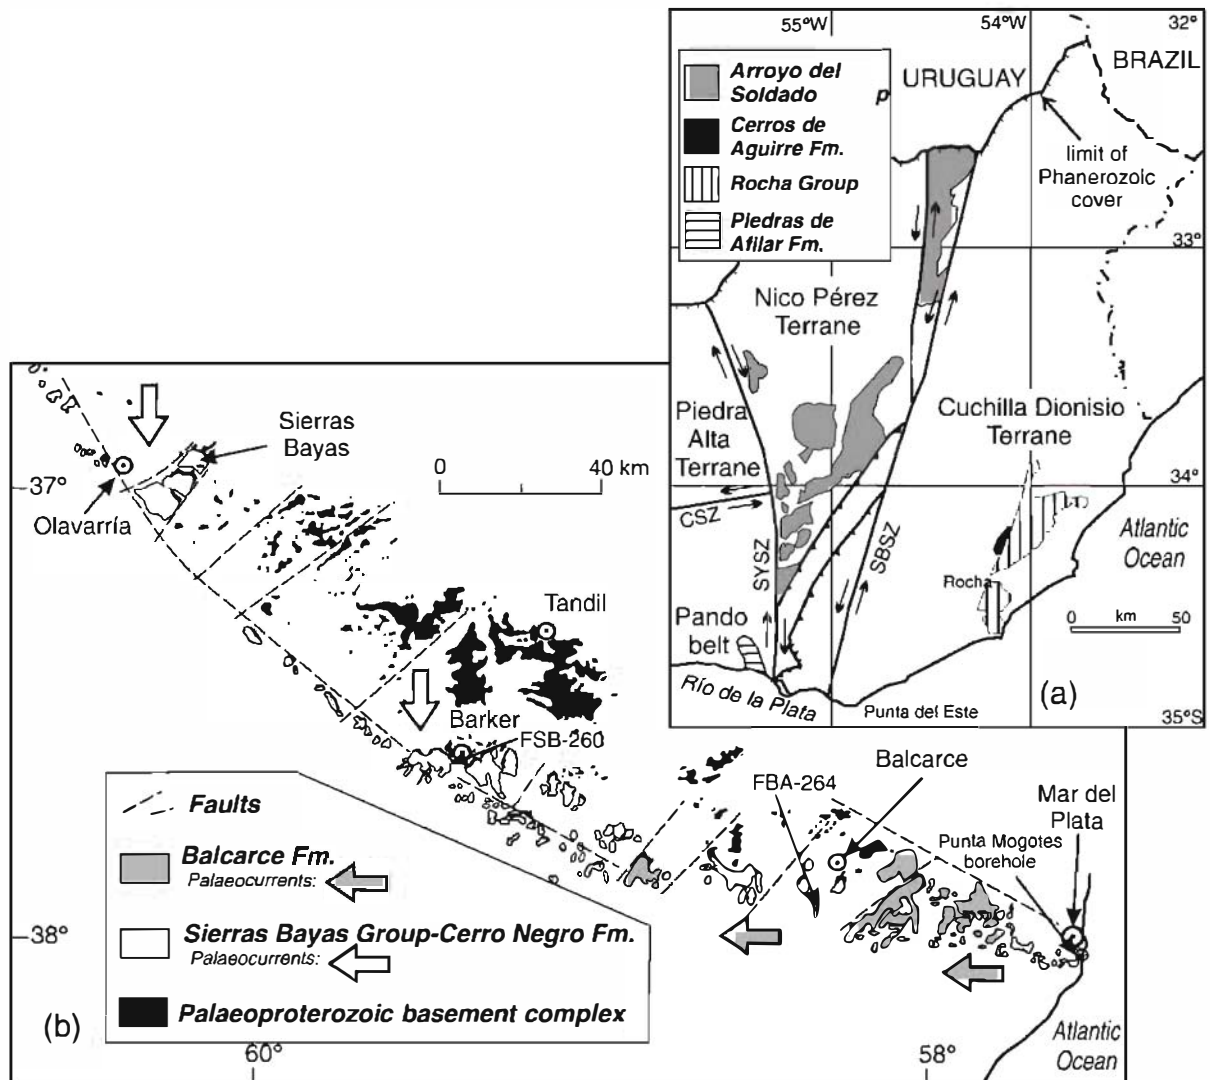 55°W
54°W
32°
BRAZIL
URUGUAY
p
Arroyo del
Soldado
Cerros de
Aguirre Fm.
Rocha Group
Piedras de
Afilar Fm.
limit of
Phanerozoic
cover
33°
Nico Pérez
Terrane
Piedra
Alta
Terrane
Cuchilla Dionisio
Terrane
34°
CSZ
SYSZ
SBSZ
Atlantic
Ocean
Rocha
0 km 50
Pando
belt
Río de la Plata
Punta del Este
(a)
35°S
Sierras
Bayas
0 40 km
37°
Olavarría
Tandil
Barker
FSB-260
Balcarce
FBA-264
Mar del
Plata
Punta Mogotes
borehole
Faults
Balcarce Fm.
Palaeocurrents:
38°
Sierras Bayas Group-Cerro Negro Fm.
Palaeocurrents:
Palaeoproterozoic basement complex
(b)
60°
58°
Atlantic
Ocean